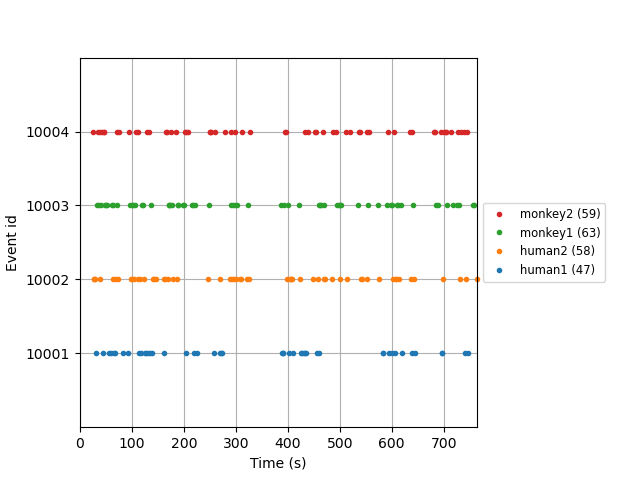 10004
10003
10002
10001
Event id
0 100 200 300 400 500 600 700
Time (s)
monkey2 (59)
monkey1 (63)
human2 (58)
human1 (47)